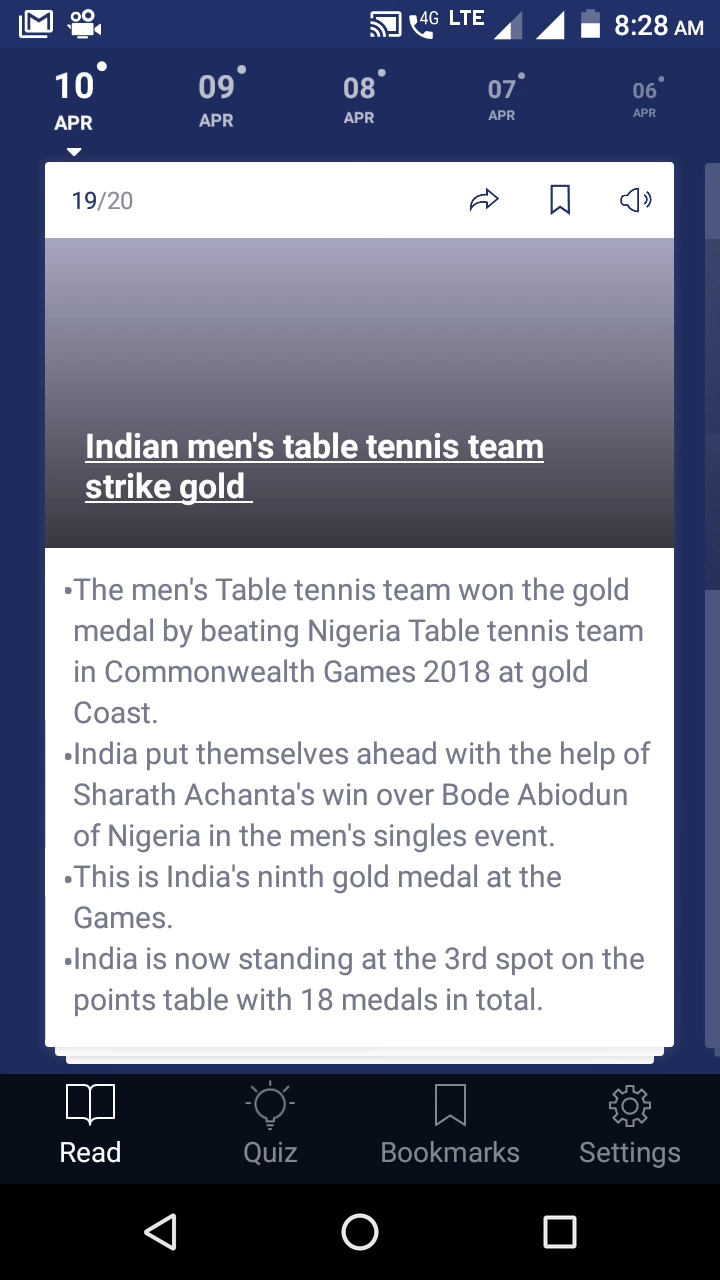 4G LTE 8:28 AM
10 09 08 07 06
APR APR APR APR APR
19/20
Indian men's table tennis team
strike gold
•The men's Table tennis team won the gold
medal by beating Nigeria Table tennis team
in Commonwealth Games 2018 at gold
Coast.
•India put themselves ahead with the help of
Sharath Achanta's win over Bode Abiodun
of Nigeria in the men's singles event.
•This is India's ninth gold medal at the
Games.
•India is now standing at the 3rd spot on the
points table with 18 medals in total.
Read Quiz Bookmarks Settings